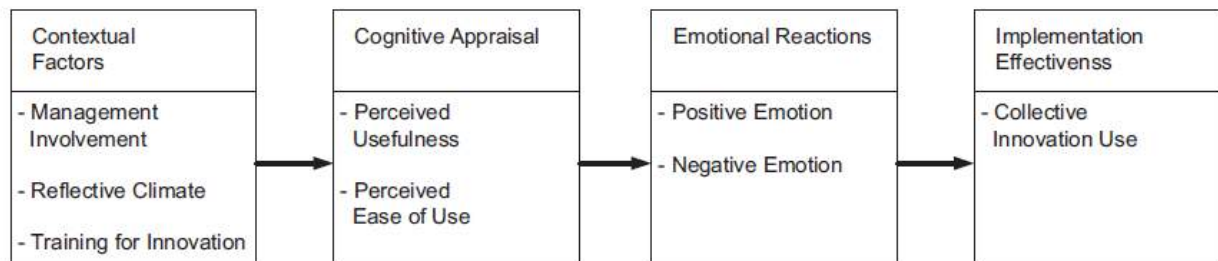 Contextual
Factors
- Management
Involvement
- Reflective Climate
- Training for Innovation
Cognitive Appraisal
- Perceived
Usefulness
- Perceived
Ease of Use
Emotional Reactions
- Positive Emotion
- Negative Emotion
Implementation
Effectivenss
- Collective
Innovation Use